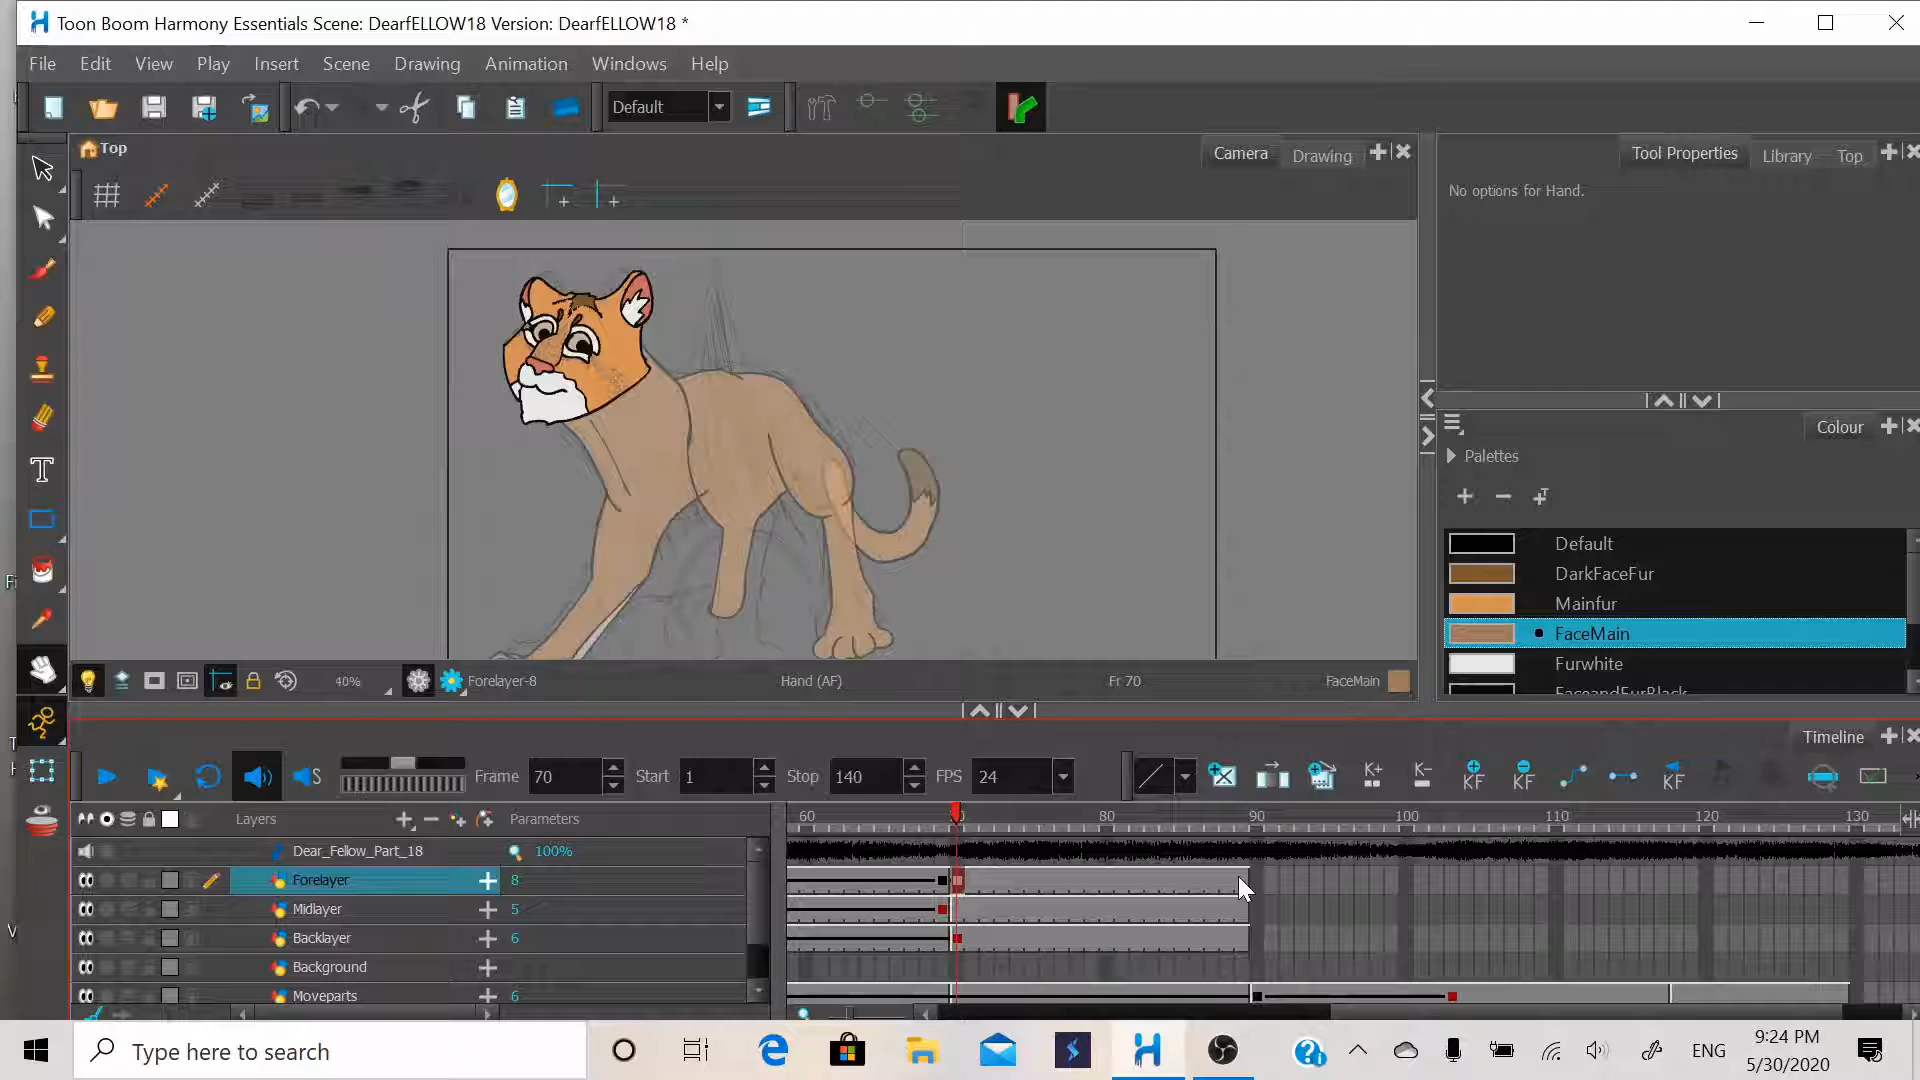 Toon Boom Harmony Essentials Scene: DearfELLOW18 Version: DearfELLOW18 *
File Edit View Play Insert Scene Drawing Animation Windows Help
Default
Top
Camera Drawing
Tool Properties Library Top
No options for Hand.
Colour
Palettes
Default
DarkFaceFur
Mainfur
FaceMain
Furwhite
FaceandFurBlack
40% Forelayer-8 Hand (AF) Fr 70 FaceMain
Timeline
S Frame 70 Start 1 Stop 140 FPS 24 K+ K- KF KF KF
Layers Parameters 60 80 90 100 110 120 130
Dear_Fellow_Part_18 100%
Forelayer 8
Midlayer 5
Backlayer 6
Background
Moveparts 6
Type here to search
ENG
9:24 PM
5/30/2020